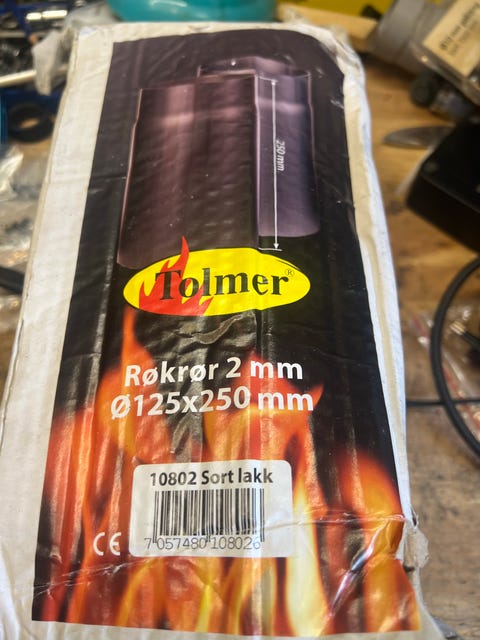 250 mm
Tolmer®
Røkrør 2 mm
Ø125x250 mm
10802 Sort lakk
CE
7 057480 108026